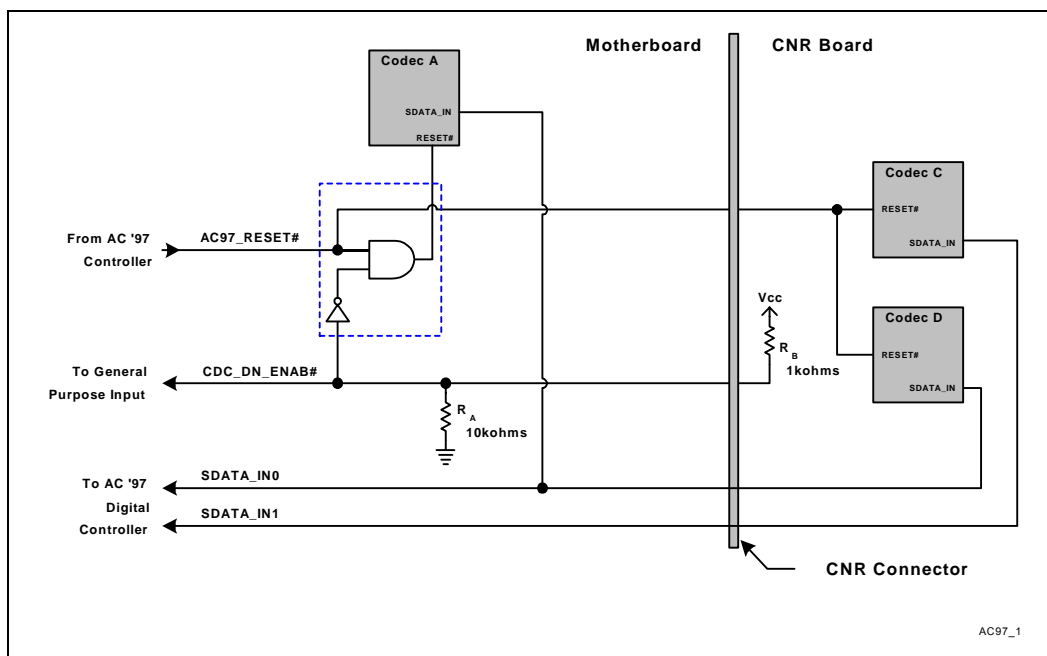 Motherboard
CNR Board
Codec A
SDATA_IN
RESET#
Codec C
RESET#
SDATA_IN
From AC '97
Controller
AC97_RESET#
Vcc
R B
1kohms
Codec D
RESET#
SDATA_IN
To General
Purpose Input
CDC_DN_ENAB#
R A
10kohms
To AC '97
Digital
Controller
SDATA_IN0
SDATA_IN1
CNR Connector
AC97_1